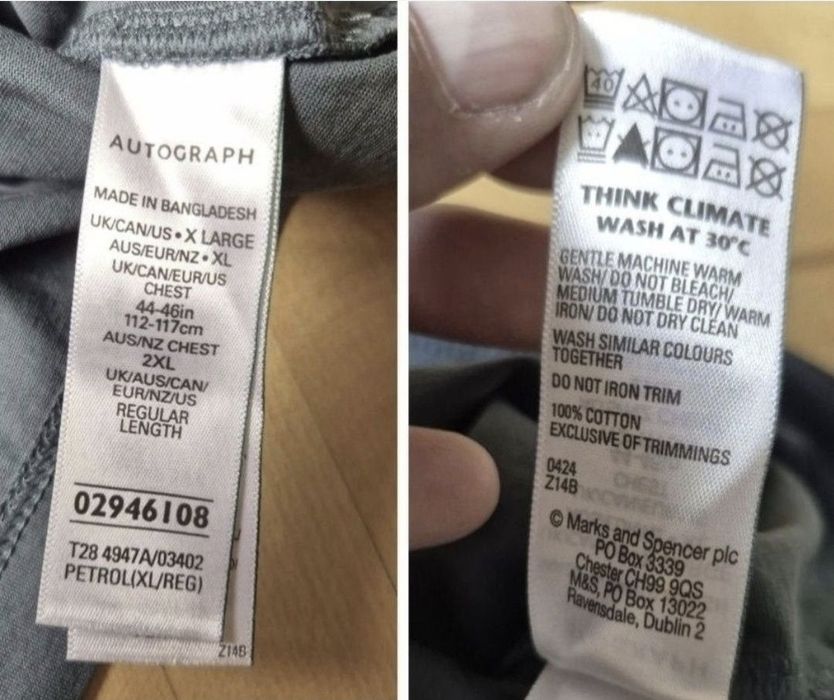 AUTOGRAPH
MADE IN BANGLADESH
UK/CAN/US • X LARGE
AUS/EUR/NZ • XL
UK/CAN/EUR/US
CHEST
44-46in
112-117cm
AUS/NZ CHEST
2XL
UK/AUS/CAN/
EUR/NZ/US
REGULAR
LENGTH
02946108
T28 4947A/03402
PETROL(XL/REG)
Z14B
40
THINK CLIMATE
WASH AT 30°C
GENTLE MACHINE WARM
WASH/ DO NOT BLEACH/
MEDIUM TUMBLE DRY/ WARM
IRON/ DO NOT DRY CLEAN
WASH SIMILAR COLOURS
TOGETHER
DO NOT IRON TRIM
100% COTTON
EXCLUSIVE OF TRIMMINGS
0424
Z14B
© Marks and Spencer plc
PO Box 3339
Chester CH99 9QS
M&S, PO Box 13022
Ravensdale, Dublin 2